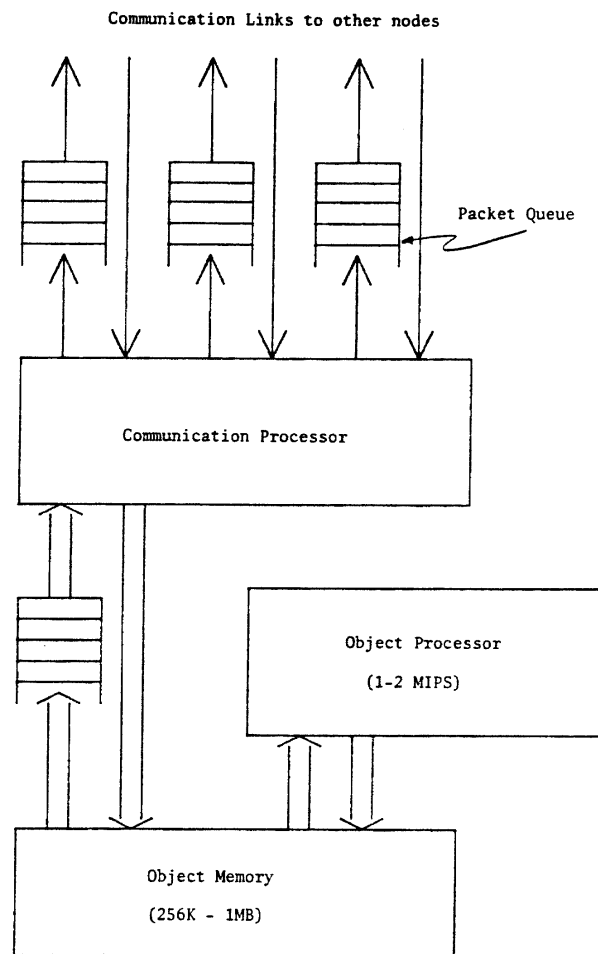 Communication Links to other nodes
Packet Queue
Communication Processor
Object Processor
(1-2 MIPS)
Object Memory
(256K - 1MB)